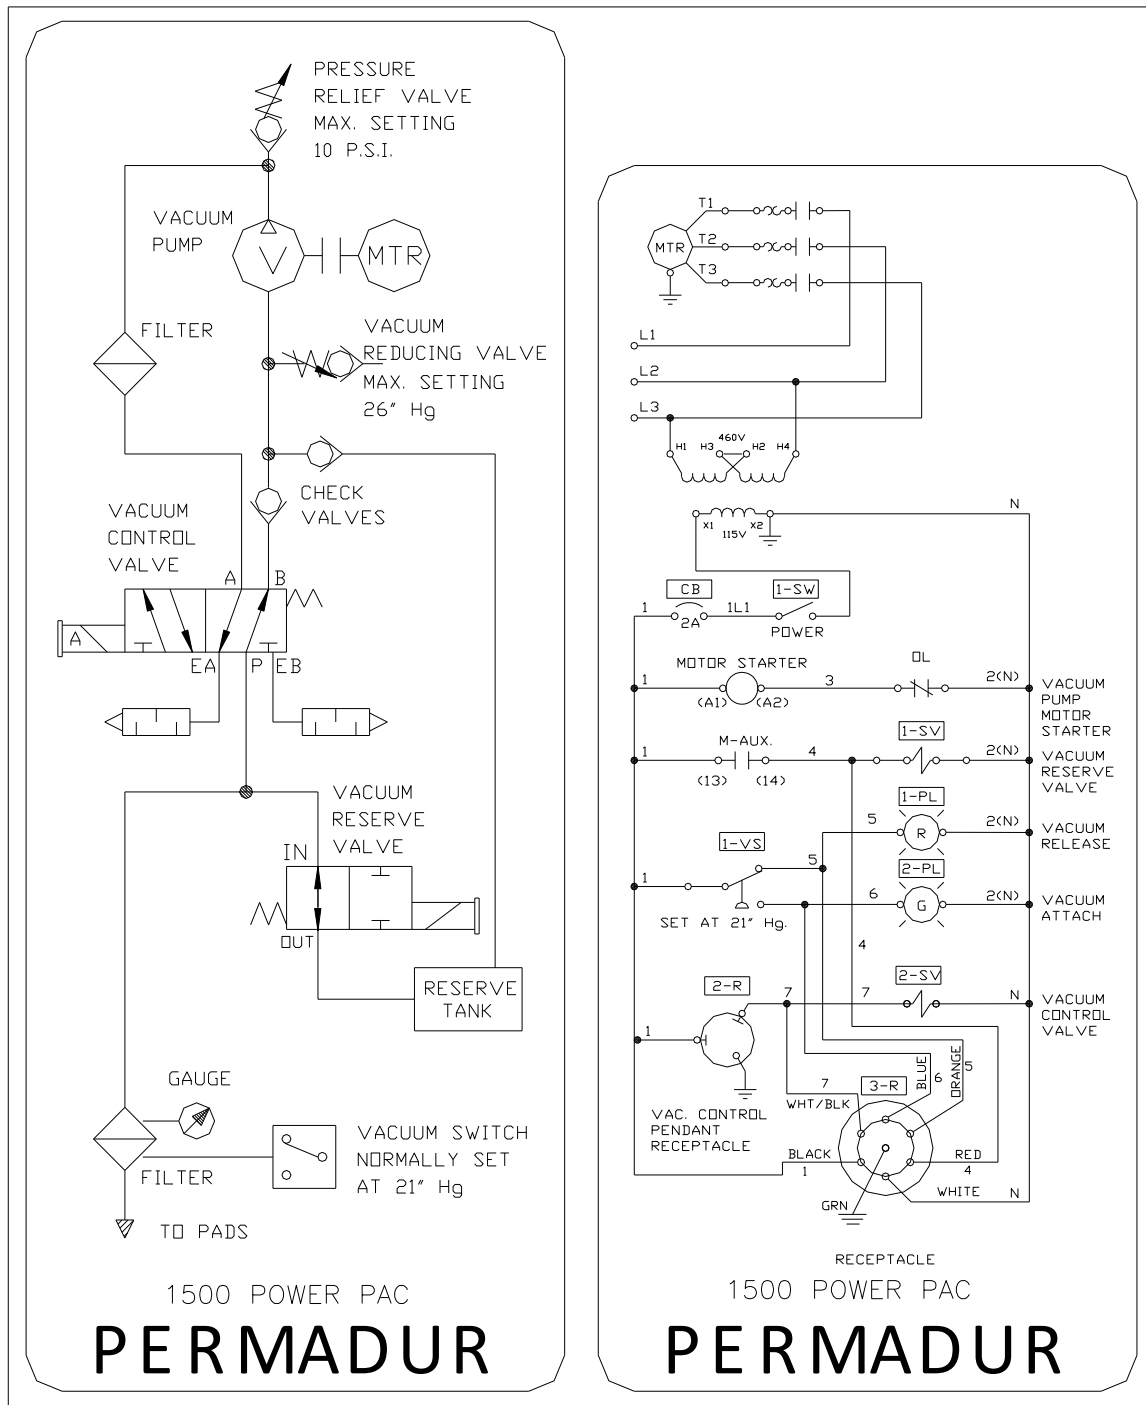 PRESSURE
RELIEF VALVE
MAX. SETTING
10 P.S.I.
VACUUM
PUMP
V
MTR
FILTER
VACUUM
REDUCING VALVE
MAX. SETTING
26" Hg
CHECK
VALVES
VACUUM
CONTROL
VALVE
A
B
A
EA
P
EB
VACUUM
RESERVE
VALVE
IN
OUT
RESERVE
TANK
GAUGE
FILTER
VACUUM SWITCH
NORMALLY SET
AT 21" Hg
TO PADS
1500 POWER PAC
PERMADUR
T1
MTR
T2
T3
L1
L2
L3
460V
H1
H3
H2
H4
N
X1
X2
115V
CB
1-SW
1
1L1
2A
POWER
MOTOR STARTER
OL
1
3
2(N)
(A1)
(A2)
VACUUM
PUMP
MOTOR
STARTER
M-AUX.
1-SV
1
4
2(N)
(13)
(14)
VACUUM
RESERVE
VALVE
1-PL
5
R
2(N)
VACUUM
RELEASE
1-VS
5
2-PL
1
6
G
2(N)
VACUUM
ATTACH
SET AT 21" Hg.
4
2-R
2-SV
7
7
N
VACUUM
CONTROL
VALVE
1
BLUE
6
ORANGE
5
7
3-R
WHT/BLK
VAC. CONTROL
PENDANT
RECEPTACLE
BLACK
1
RED
4
WHITE
N
GRN
RECEPTACLE
1500 POWER PAC
PERMADUR